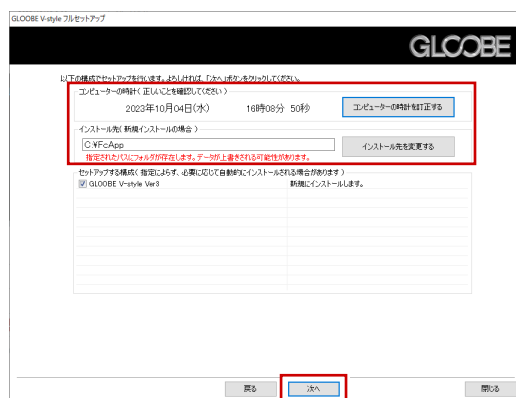 GLOOBE V-style フルセットアップ
GLOOBE
以下の構成でセットアップを行います。よろしければ、「次へ」ボタンをクリックしてください。
コンピューターの時計( 正しいことを確認してください )
2023年10月04日(水) 16時08分 50秒 コンピューターの時計を訂正する
インストール先( 新規インストールの場合 )
C:¥FcApp インストール先を変更する
指定されたパスにフォルダが存在します。データが上書きされる可能性があります。
セットアップする構成( 指定によらず、必要に応じて自動的にインストールされる場合があります )
GLOOBE V-style Ver3 新規にインストールします。
戻る 次へ 閉じる